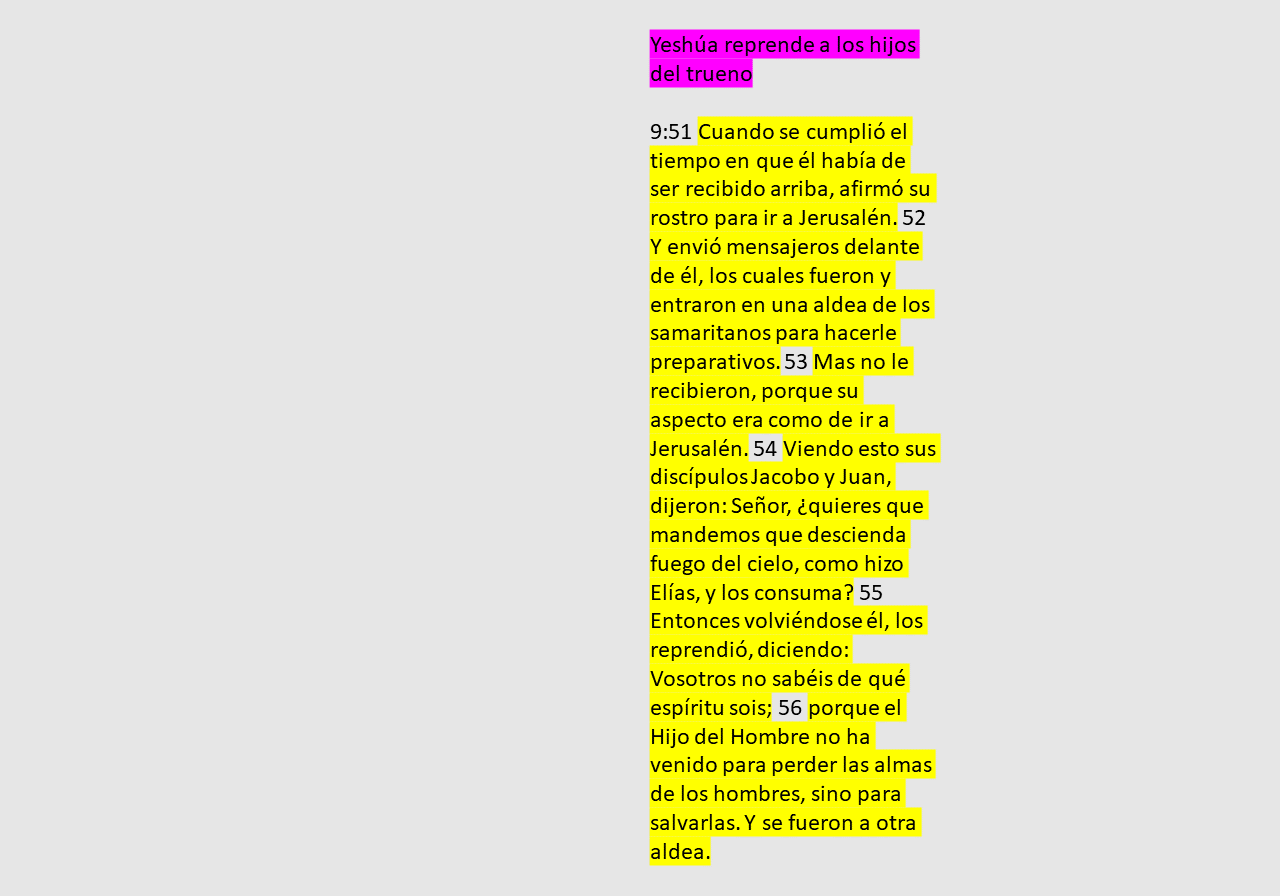 Yeshúa reprende a los hijos
del trueno
9:51 Cuando se cumplió el
tiempo en que él había de
ser recibido arriba, afirmó su
rostro para ir a Jerusalén. 52
Y envió mensajeros delante
de él, los cuales fueron y
entraron en una aldea de los
samaritanos para hacerle
preparativos. 53 Mas no le
recibieron, porque su
aspecto era como de ir a
Jerusalén. 54 Viendo esto sus
discípulos Jacobo y Juan,
dijeron: Señor, ¿quieres que
mandemos que descienda
fuego del cielo, como hizo
Elías, y los consuma? 55
Entonces volviéndose él, los
reprendió, diciendo:
Vosotros no sabéis de qué
espíritu sois; 56 porque el
Hijo del Hombre no ha
venido para perder las almas
de los hombres, sino para
salvarlas. Y se fueron a otra
aldea.